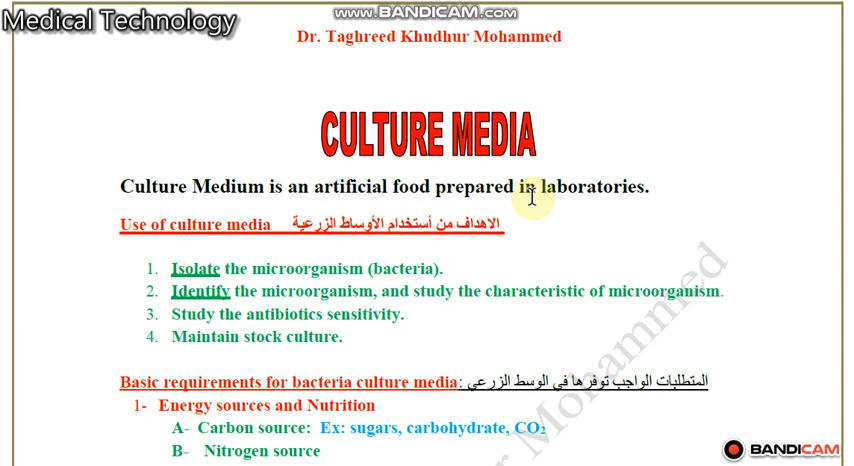 Medical Technology
www.BANDICAM.com
Dr. Taghreed Khudhur Mohammed
CULTURE MEDIA
Culture Medium is an artificial food prepared in laboratories.
Use of culture media الاهداف من أستخدام الأوساط الزرعية
1. Isolate the microorganism (bacteria).
2. Identify the microorganism, and study the characteristic of microorganism.
3. Study the antibiotics sensitivity.
4. Maintain stock culture.
Basic requirements for bacteria culture media: المتطلبات الواجب توفرها في الوسط الزرعي
1- Energy sources and Nutrition
A- Carbon source: Ex: sugars, carbohydrate, CO2
B- Nitrogen source
r Mohammed
BANDICAM